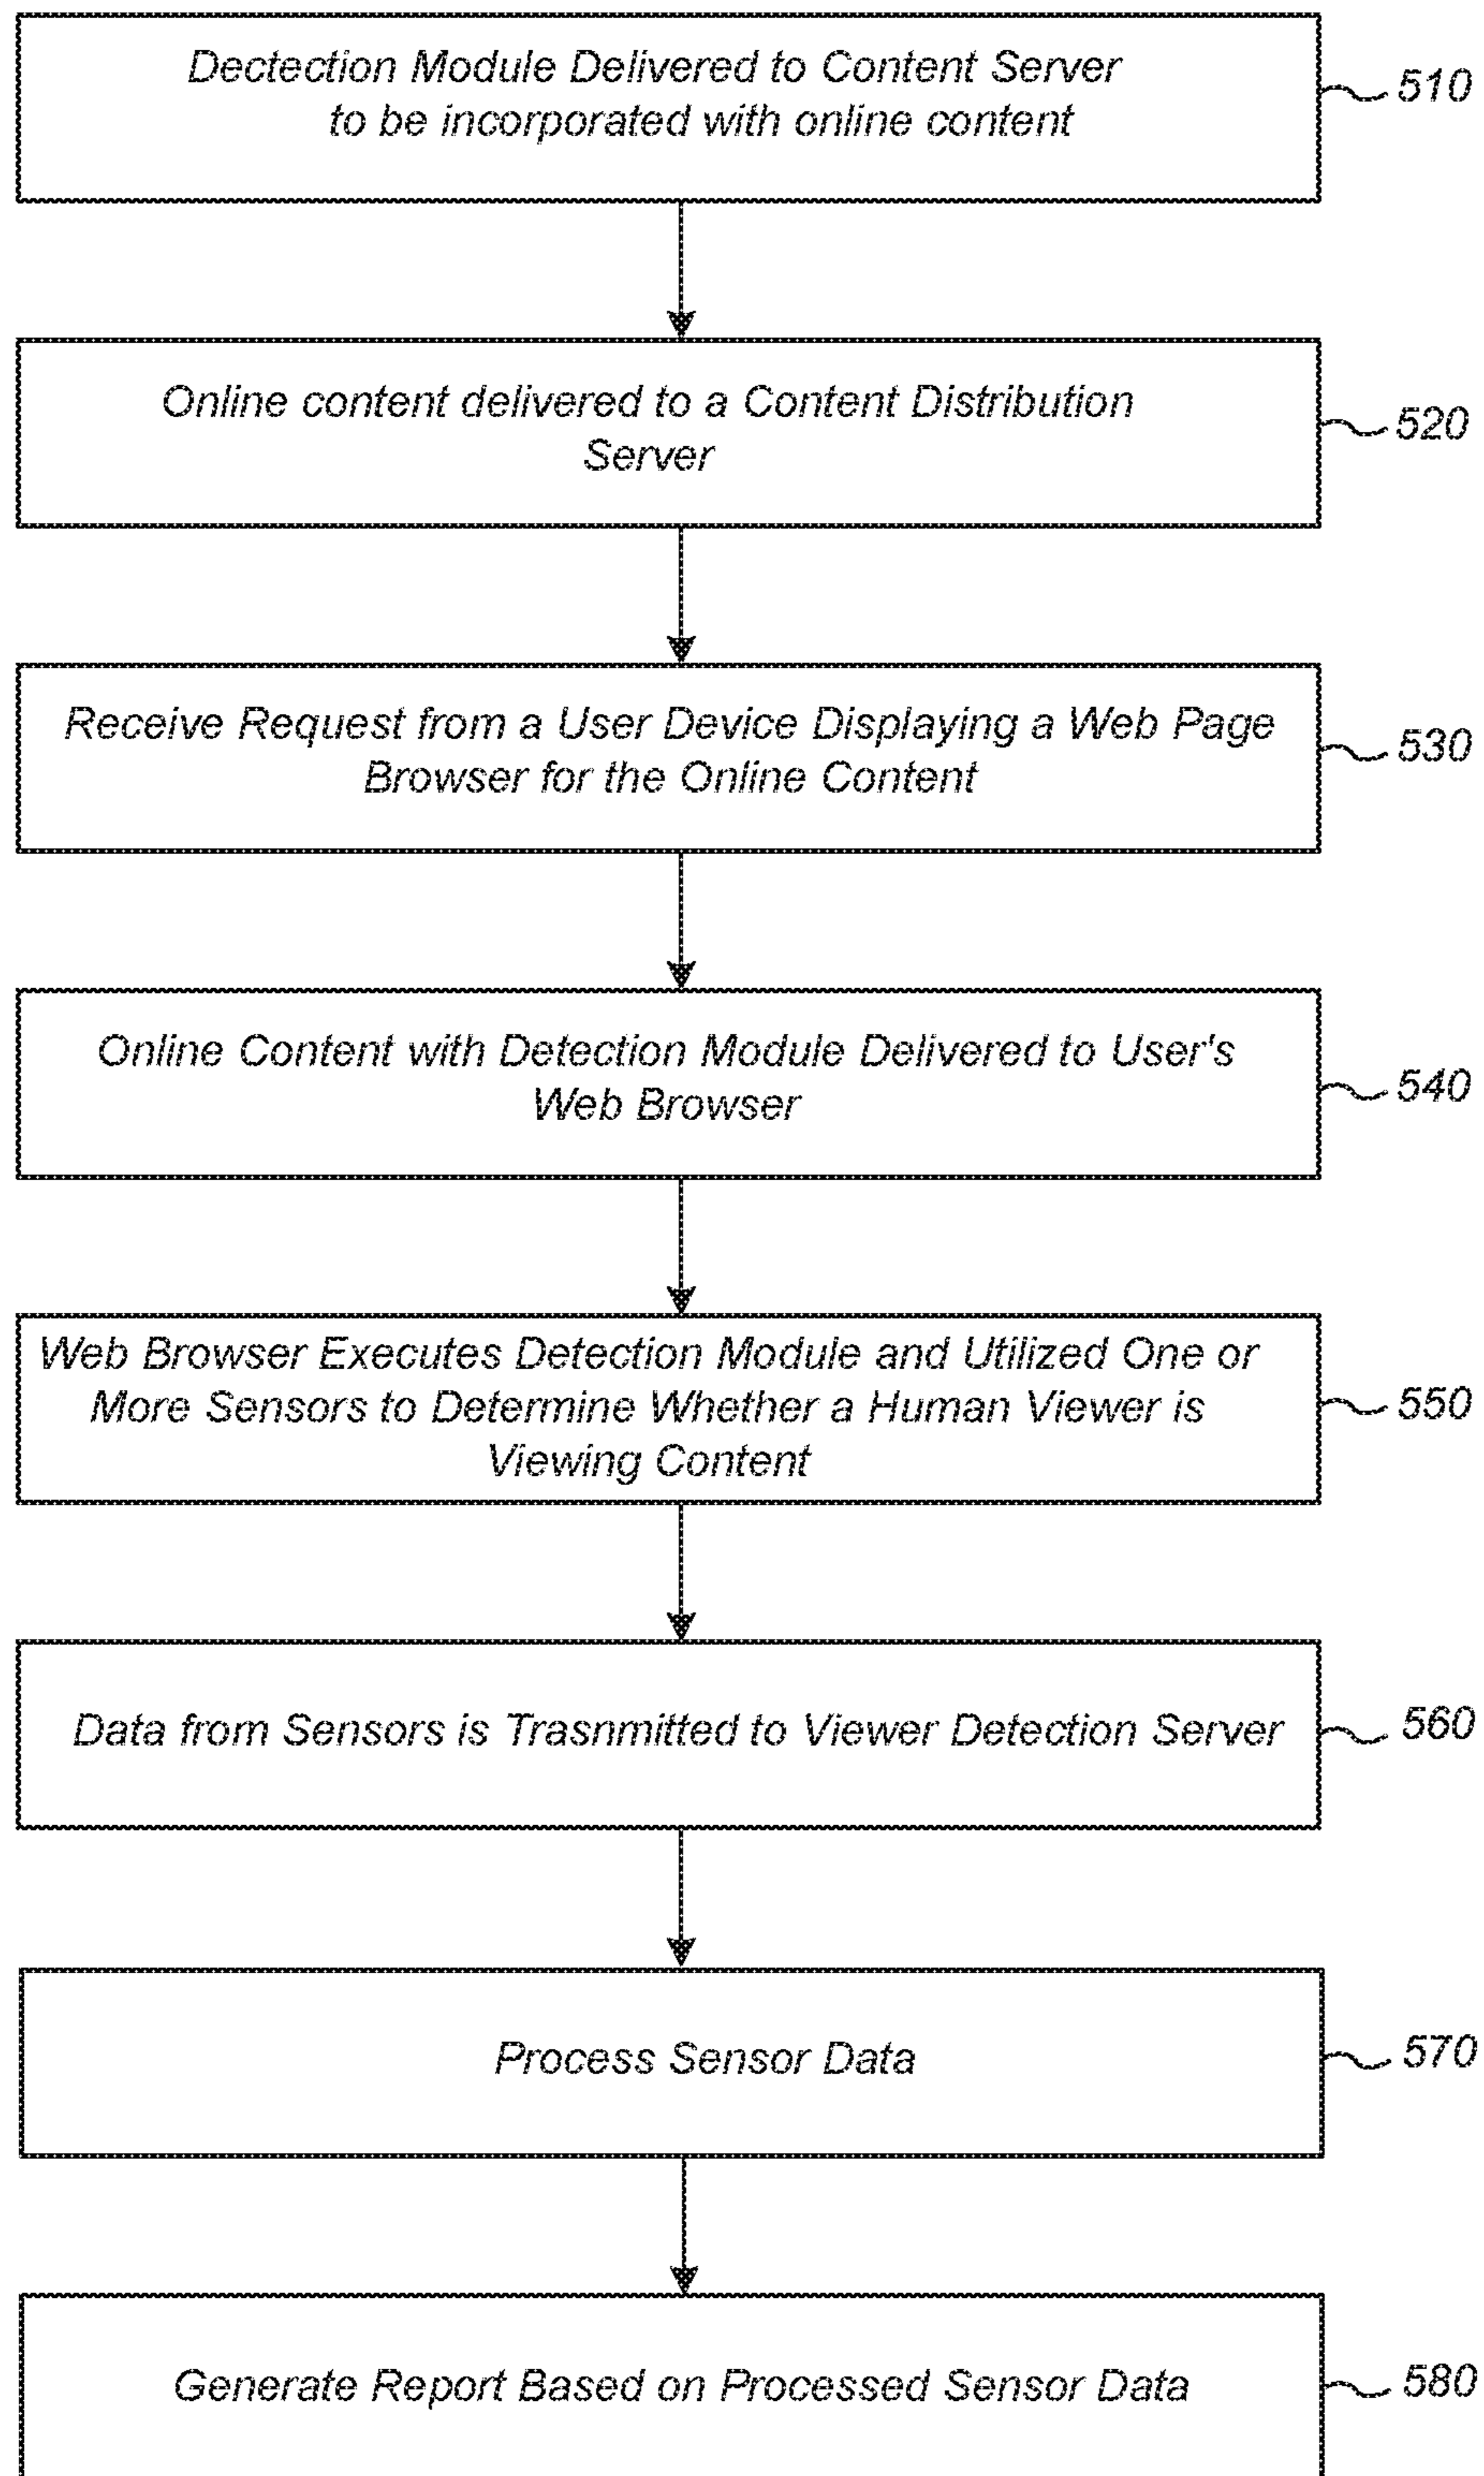 Dectection Module Delivered to Content Server
to be incorporated with online content
510
Online content delivered to a Content Distribution
Server
520
Receive Request from a User Device Displaying a Web Page
Browser for the Online Content
530
Online Content with Detection Module Delivered to User's
Web Browser
540
Web Browser Executes Detection Module and Utilized One or
More Sensors to Determine Whether a Human Viewer is
Viewing Content
550
Data from Sensors is Trasnmitted to Viewer Detection Server
560
Process Sensor Data
570
Generate Report Based on Processed Sensor Data
580